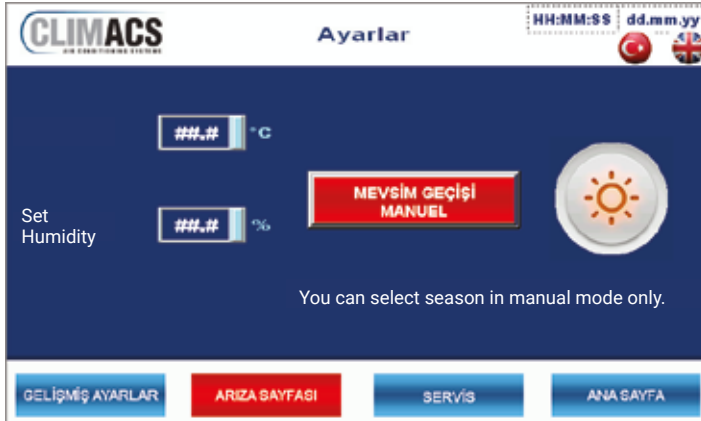 CLIMACS
AIR CONDITIONING SYSTEMS
Ayarlar
HH:MM:SS dd.mm.yy
##.# °C
MEVSİM GEÇİŞİ
MANUEL
Set
Humidity
##.# %
You can select season in manual mode only.
GELİŞMİŞ AYARLAR
ARIZA SAYFASI
SERVİS
ANA SAYFA